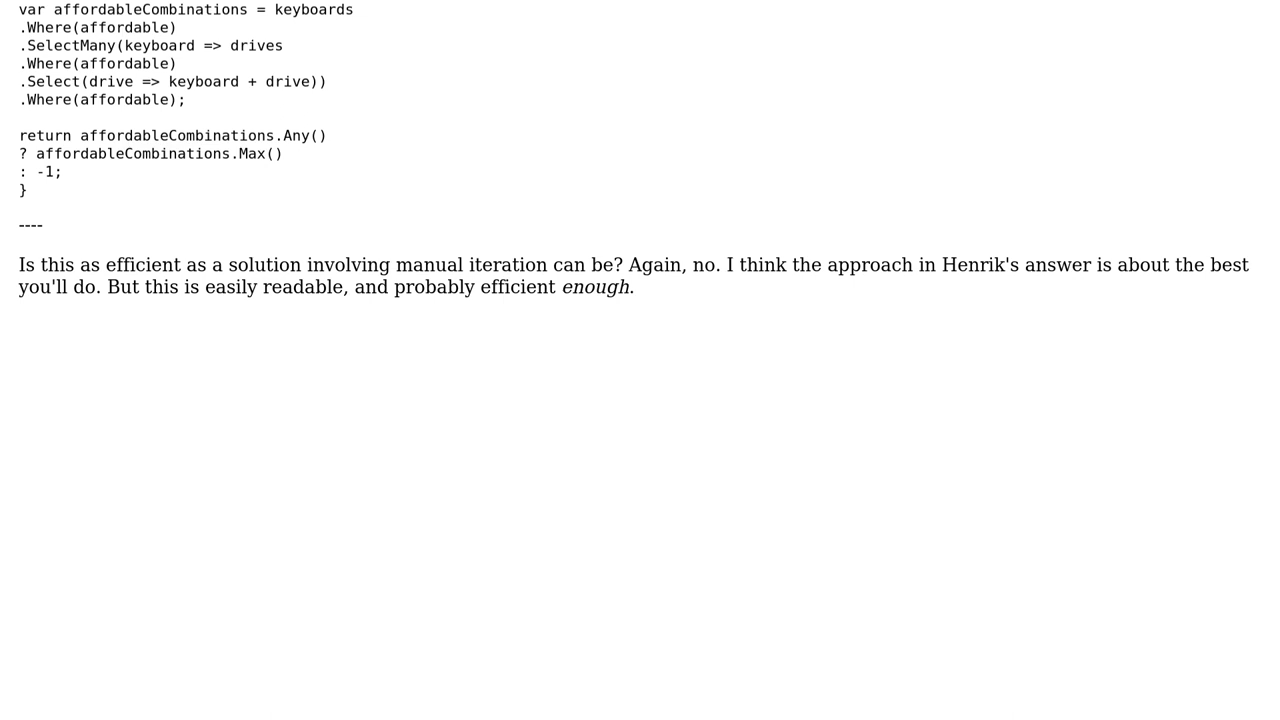 var affordableCombinations = keyboards
.Where(affordable)
.SelectMany(keyboard => drives
.Where(affordable)
.Select(drive => keyboard + drive))
.Where(affordable);

return affordableCombinations.Any()
? affordableCombinations.Max()
: -1;
}

----

Is this as efficient as a solution involving manual iteration can be? Again, no. I think the approach in Henrik's answer is about the best
you'll do. But this is easily readable, and probably efficient enough.